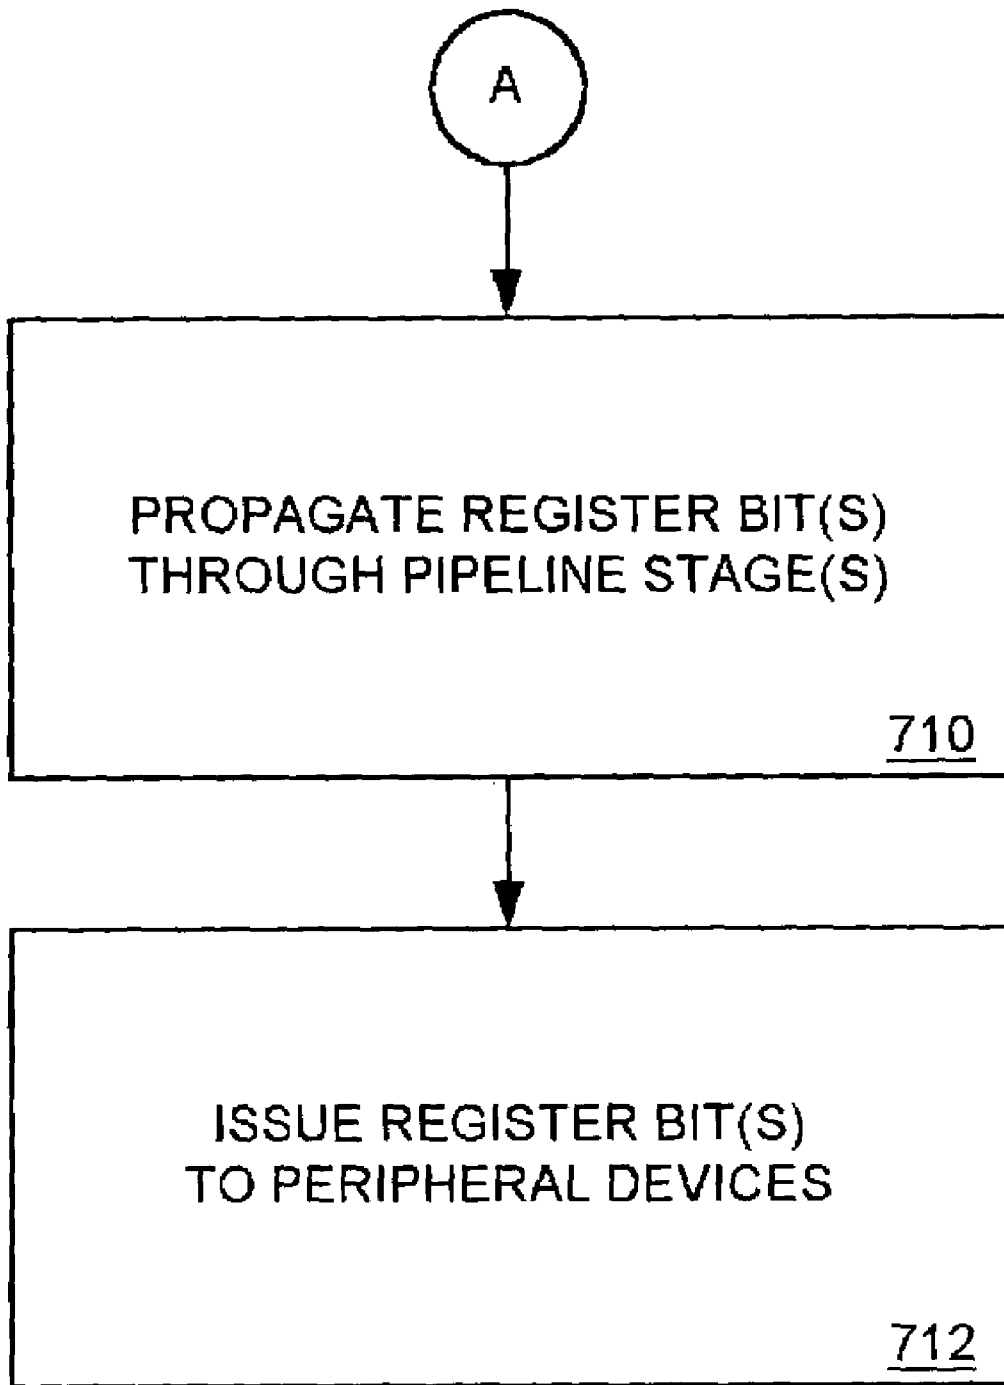 A
PROPAGATE REGISTER BIT(S)
THROUGH PIPELINE STAGE(S)
710
ISSUE REGISTER BIT(S)
TO PERIPHERAL DEVICES
712